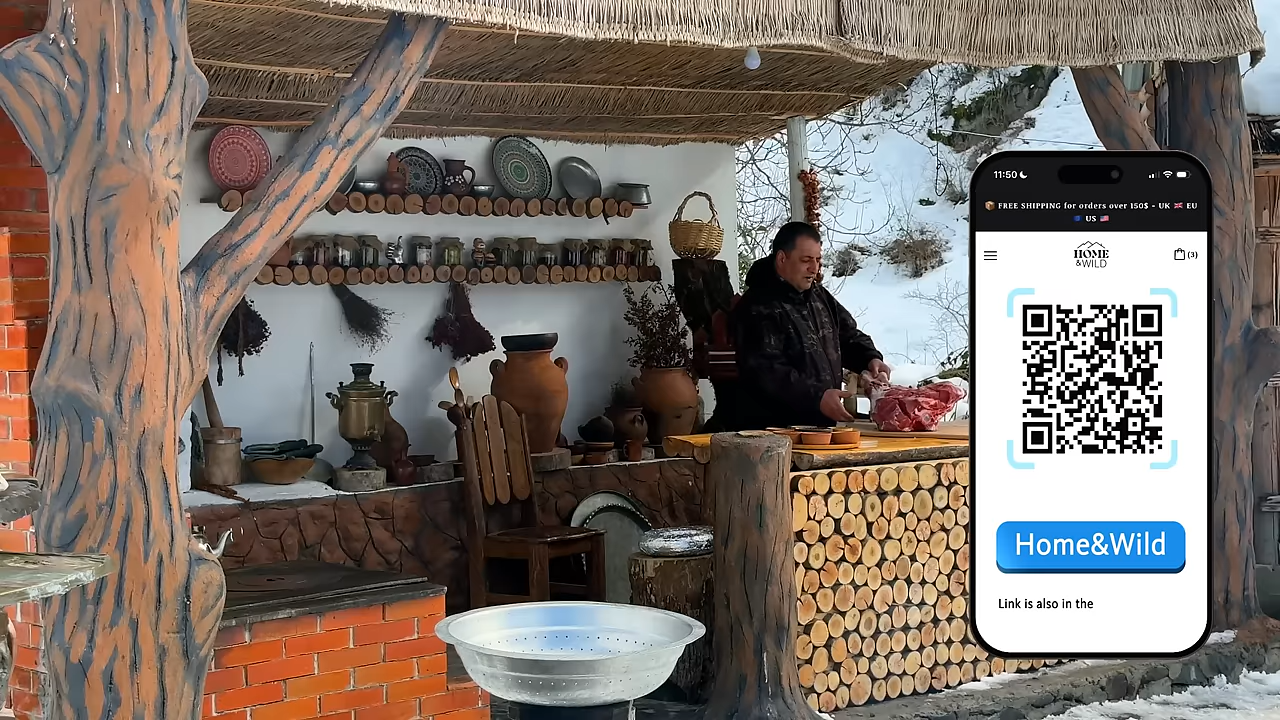 11:50
📦 FREE SHIPPING for orders over 150$ - UK 🇬🇧 EU
🇪🇺 US 🇺🇸
HOME
&WILD
(3)
Home&Wild
Link is also in the